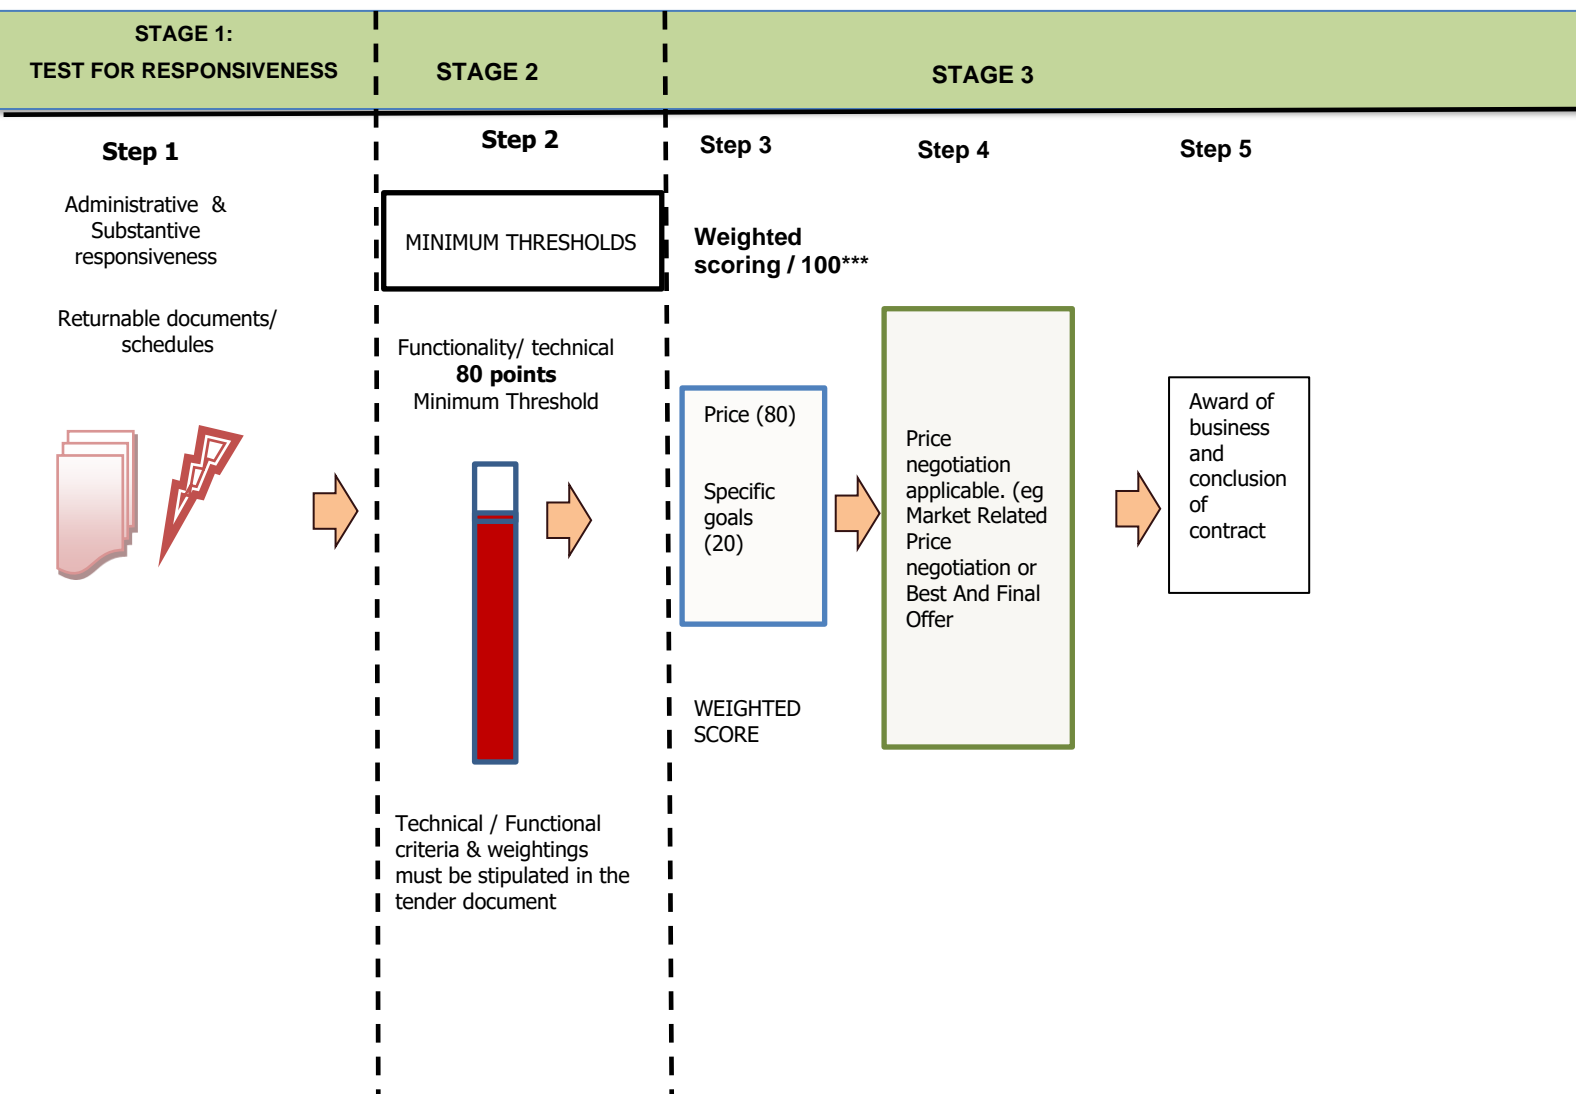 STAGE 1:
TEST FOR RESPONSIVENESS
STAGE 2
STAGE 3
Step 1
Administrative &
Substantive
responsiveness
Returnable documents/
schedules
Step 2
MINIMUM THRESHOLDS
Functionality/ technical
80 points
Minimum Threshold
Technical / Functional
criteria & weightings
must be stipulated in the
tender document
Step 3
Weighted
scoring / 100***
Price (80)
Specific
goals
(20)
WEIGHTED
SCORE
Step 4
Price
negotiation
applicable. (eg
Market Related
Price
negotiation or
Best And Final
Offer
Step 5
Award of
business
and
conclusion
of
contract